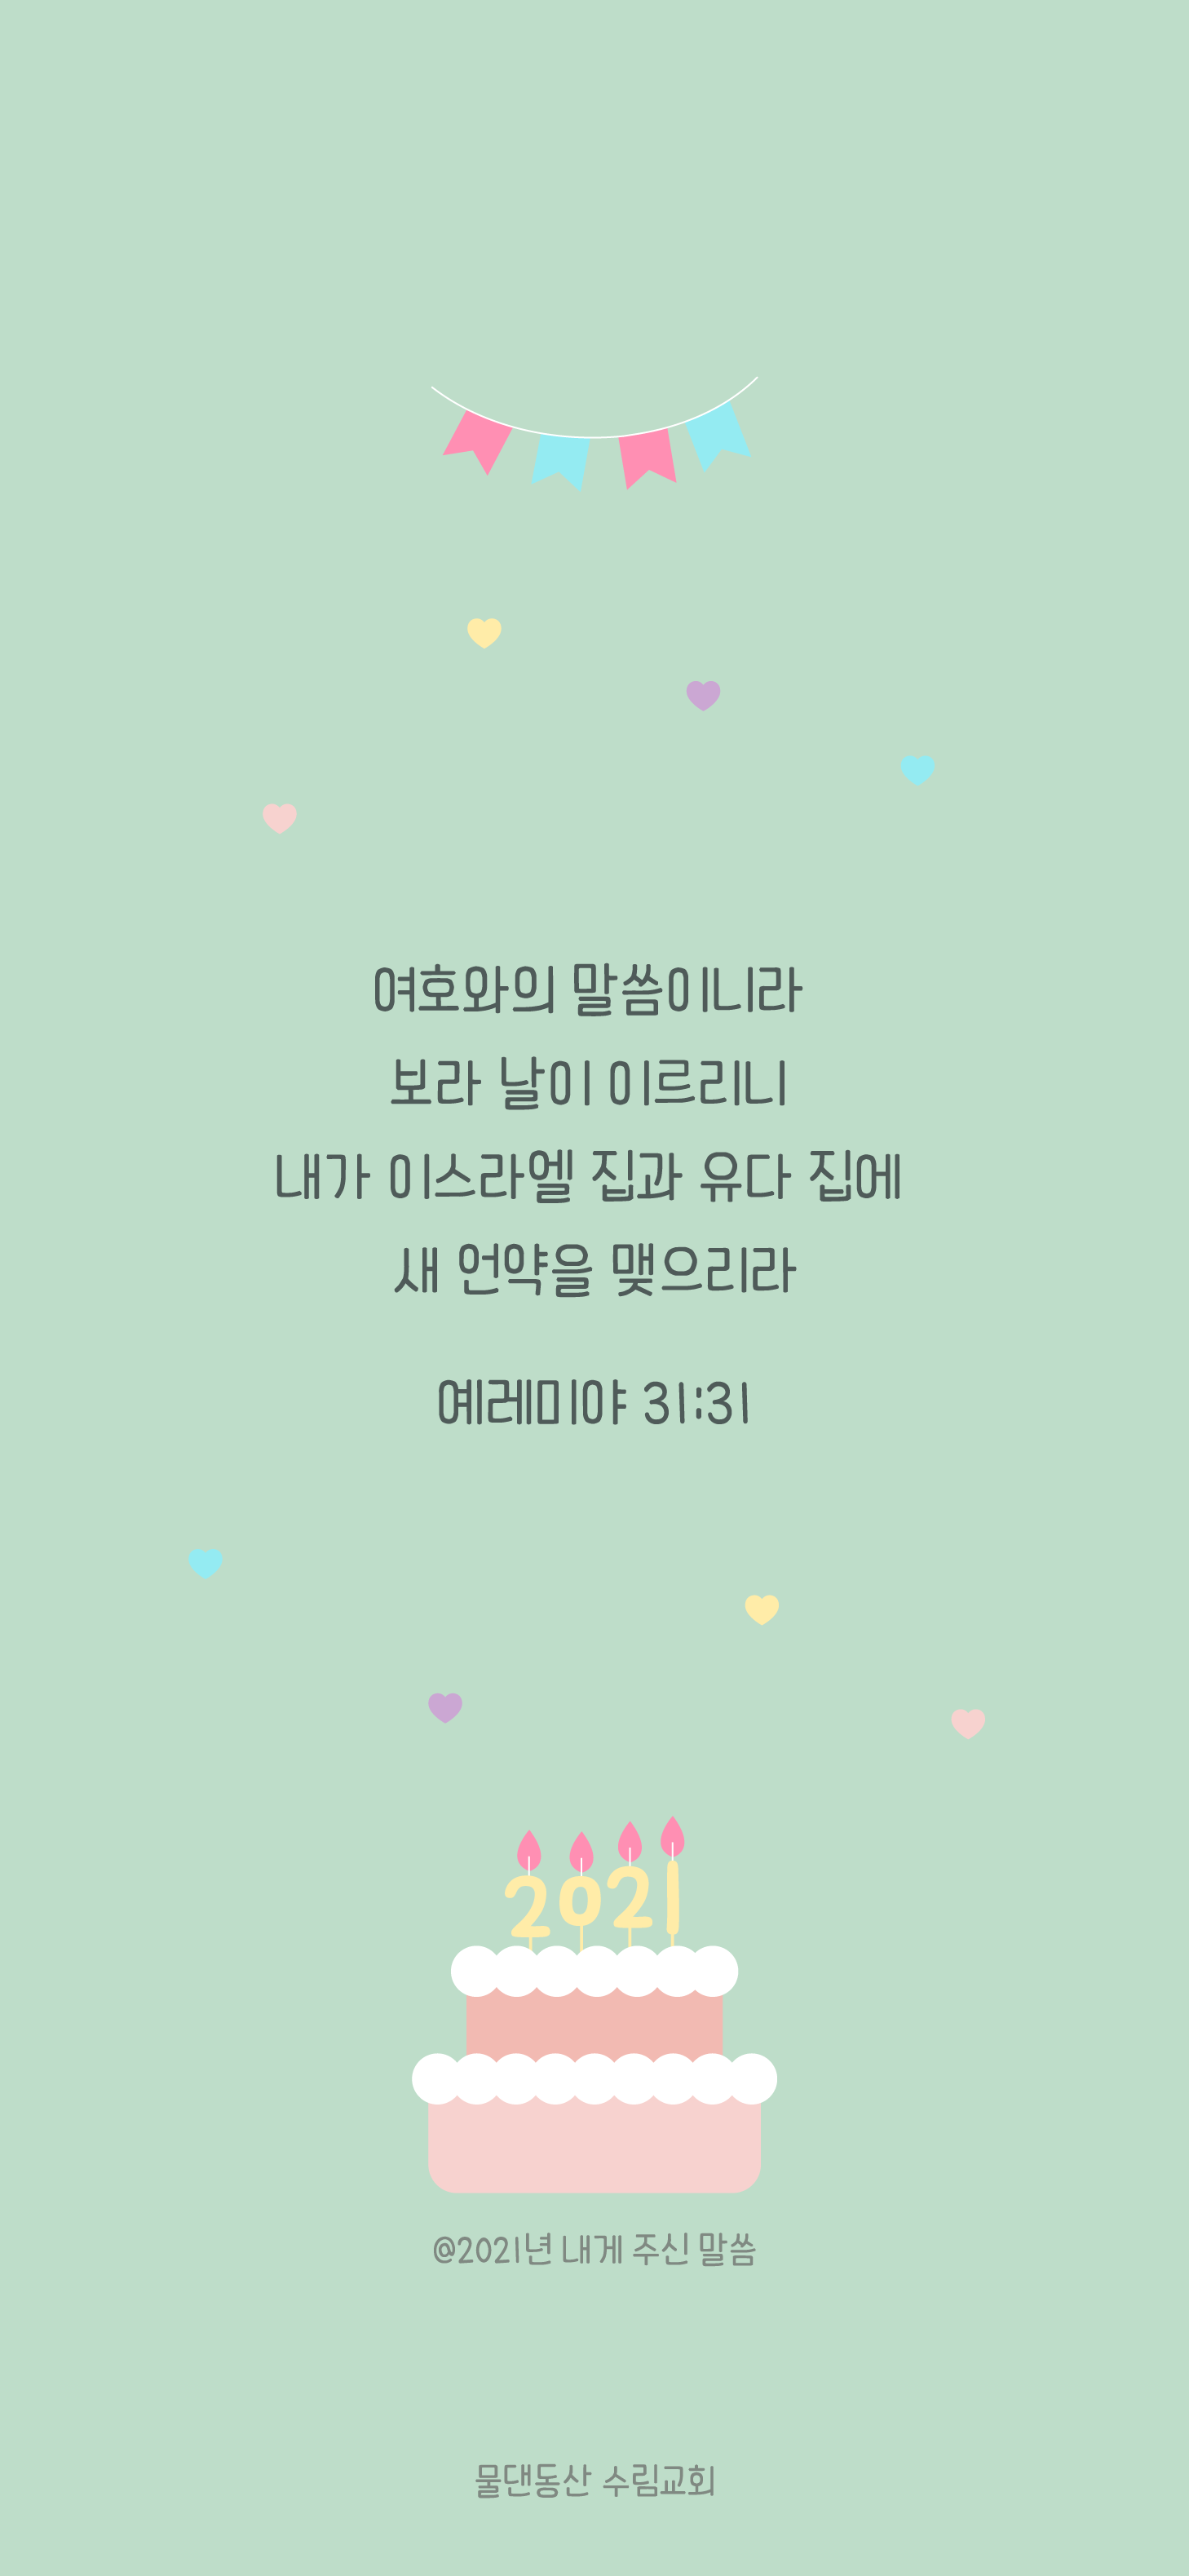 여호와의 말씀이니라
보라 날이 이르리니
내가 이스라엘 집과 유다 집에
새 언약을 맺으리라
예레미야 31:31
2021
@2021년 내게 주신 말씀
물댄동산 수림교회